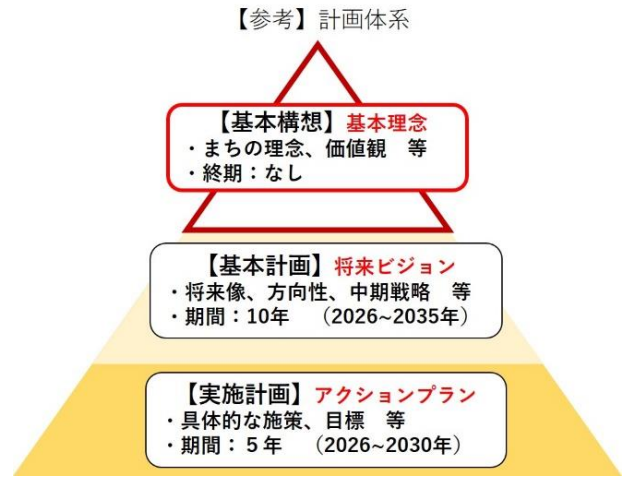 【参考】計画体系
【基本構想】基本理念
・まちの理念、価値観　等
・終期：なし
【基本計画】将来ビジョン
・将来像、方向性、中期戦略　等
・期間：10年　（2026~2035年）
【実施計画】アクションプラン
・具体的な施策、目標　等
・期間：５年　（2026~2030年）